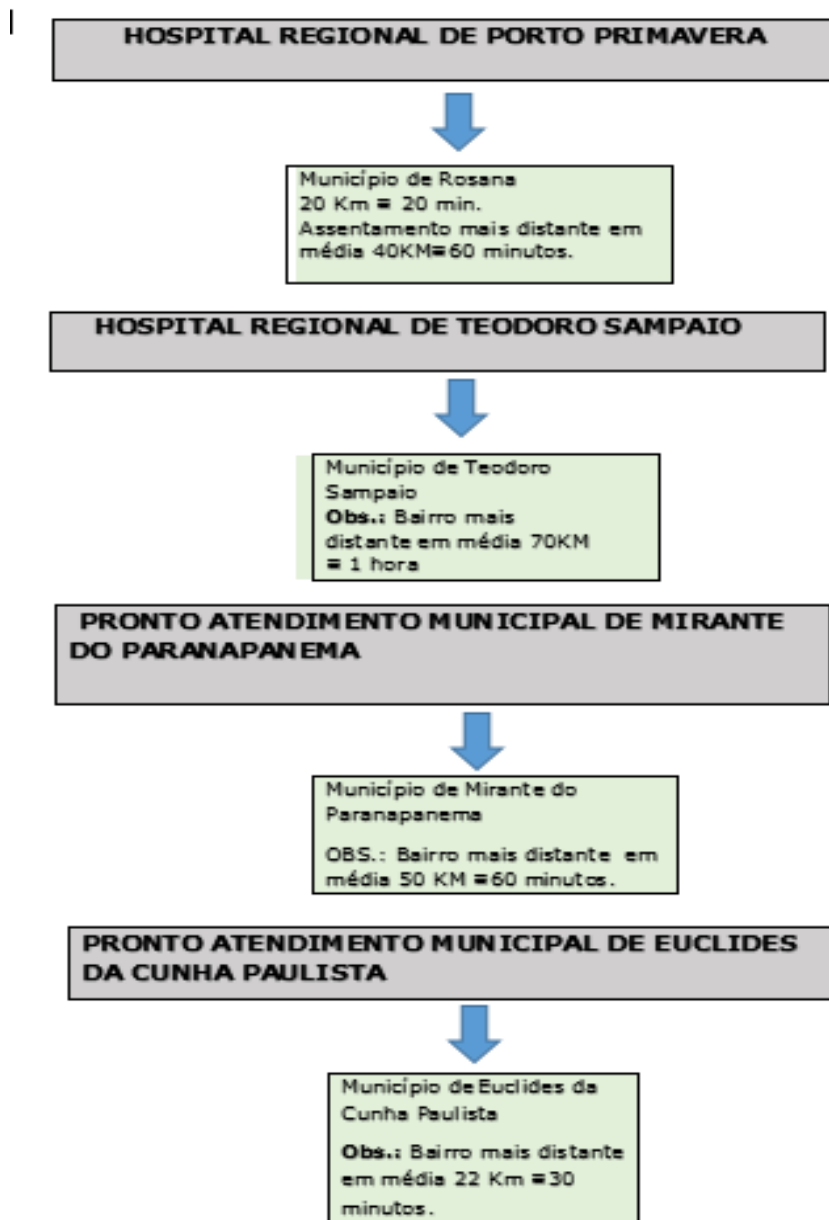 HOSPITAL REGIONAL DE PORTO PRIMAVERA
Município de Rosana
20 Km = 20 min.
Assentamento mais distante em
média 40KM=60 minutos.
HOSPITAL REGIONAL DE TEODORO SAMPAIO
Município de Teodoro
Sampaio
Obs.: Bairro mais
distante em média 70KM
= 1 hora
PRONTO ATENDIMENTO MUNICIPAL DE MIRANTE
DO PARANAPANEMA
Município de Mirante do
Paranapanema
OBS.: Bairro mais distante em
média 50 KM =60 minutos.
PRONTO ATENDIMENTO MUNICIPAL DE EUCLIDES
DA CUNHA PAULISTA
Município de Euclides da
Cunha Paulista
Obs.: Bairro mais distante
em média 22 Km =30
minutos.